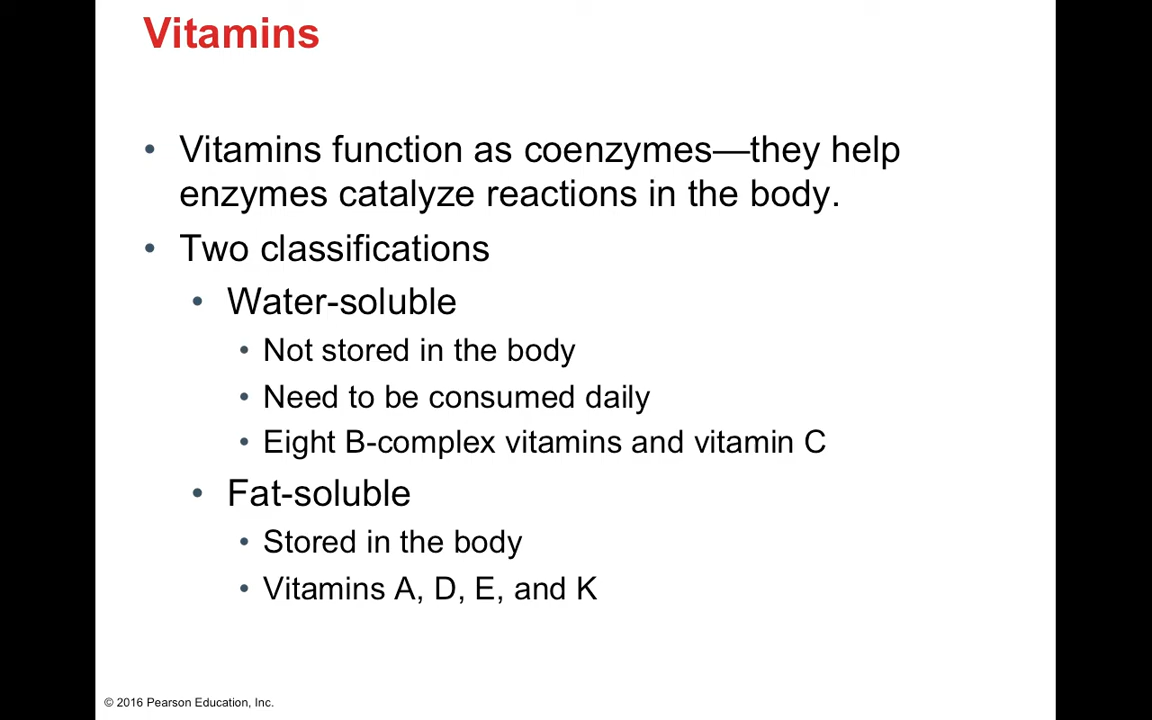 Vitamins
• Vitamins function as coenzymes—they help
enzymes catalyze reactions in the body.
• Two classifications
• Water-soluble
• Not stored in the body
• Need to be consumed daily
• Eight B-complex vitamins and vitamin C
• Fat-soluble
• Stored in the body
• Vitamins A, D, E, and K
© 2016 Pearson Education, Inc.